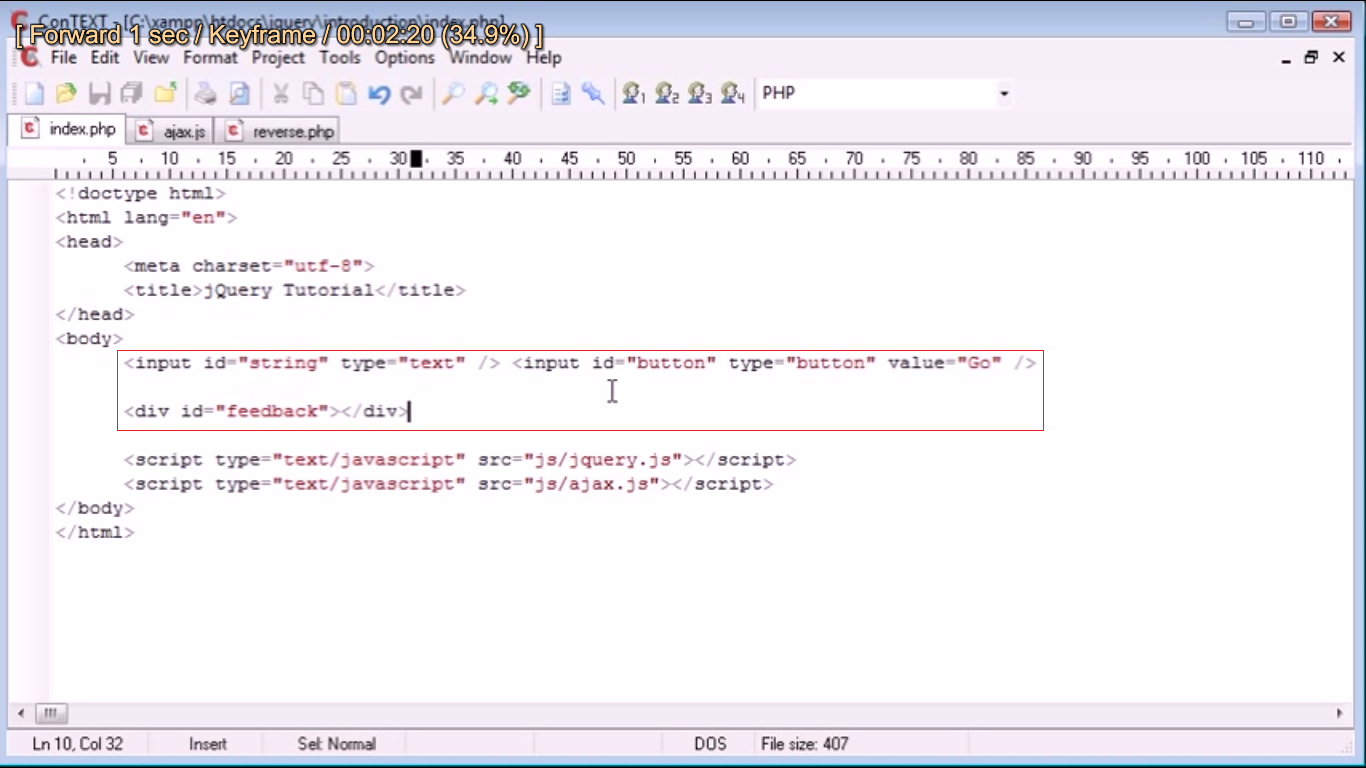 ConTEXT - [C:\xampp\htdocs\jquery\introduction\index.php]
[ Forward 1 sec / Keyframe / 00:02:20 (34.9%) ]
File Edit View Format Project Tools Options Window Help
1 2 3 4 PHP
index.php ajax.js reverse.php
5 10 15 20 25 30 35 40 45 50 55 60 65 70 75 80 85 90 95 100 105 110
<!doctype html>
<html lang="en">
<head>
<meta charset="utf-8">
<title>jQuery Tutorial</title>
</head>
<body>
<input id="string" type="text" /> <input id="button" type="button" value="Go" />
<div id="feedback"></div>
<script type="text/javascript" src="js/jquery.js"></script>
<script type="text/javascript" src="js/ajax.js"></script>
</body>
</html>
Ln 10, Col 32 Insert Sel: Normal DOS File size: 407